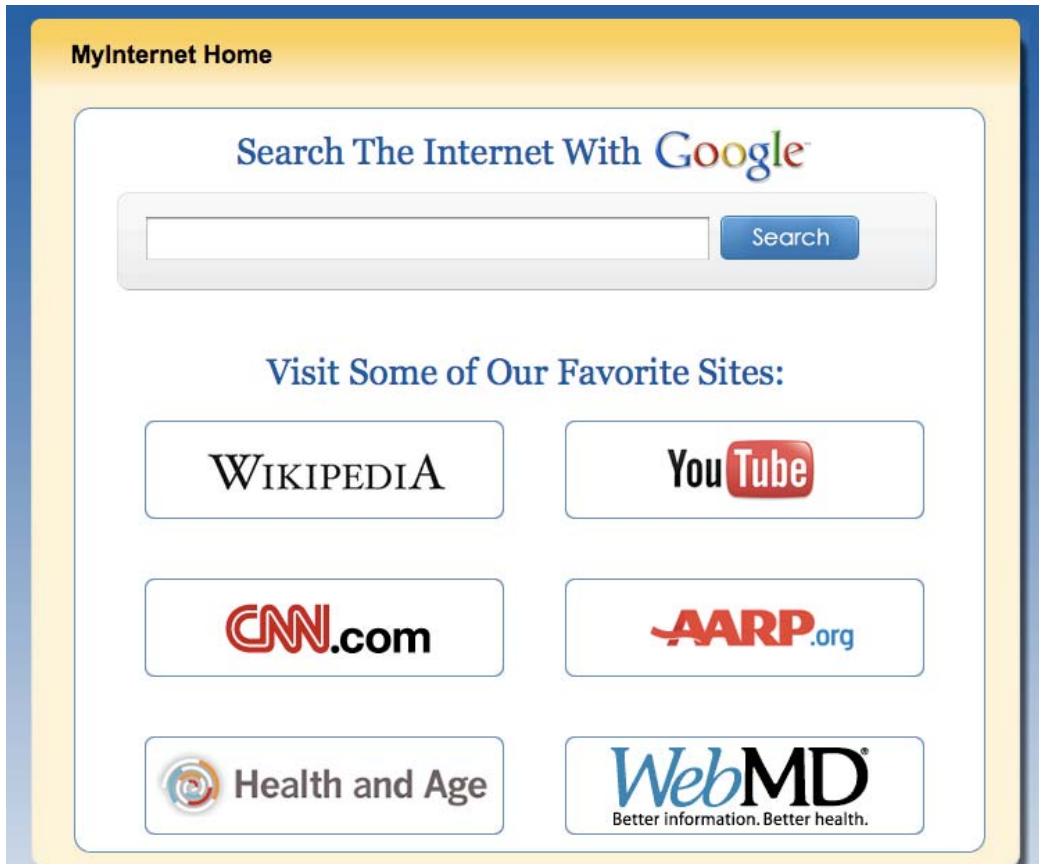 MyInternet Home
Search The Internet With Google™
Search
Visit Some of Our Favorite Sites:
WIKIPEDIA
YouTube
CNN.com
AARP.org
Health and Age
WebMD®
Better information. Better health.